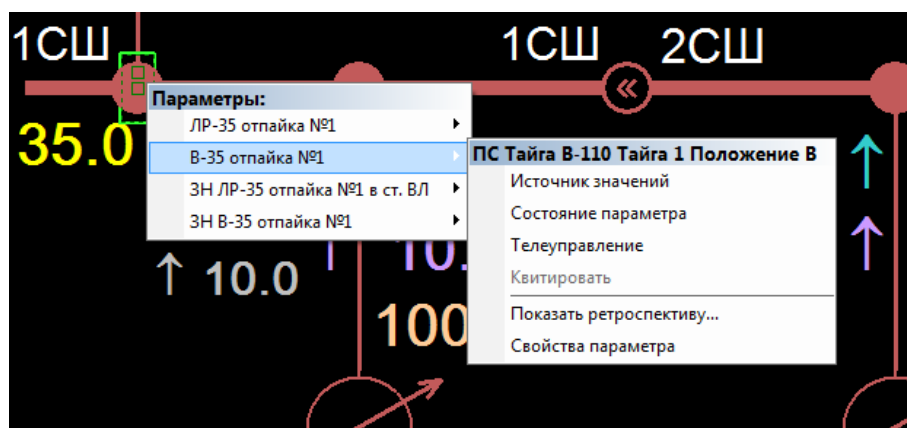 1СШ
1СШ 2СШ
35.0
Параметры:
ЛР-35 отпайка №1
В-35 отпайка №1
ЗН ЛР-35 отпайка №1 в ст. ВЛ
ЗН В-35 отпайка №1
ПС Тайга В-110 Тайга 1 Положение В
Источник значений
Состояние параметра
Телеуправление
Квитировать
Показать ретроспективу...
Свойства параметра
↑ 10.0
↑ 10.
100